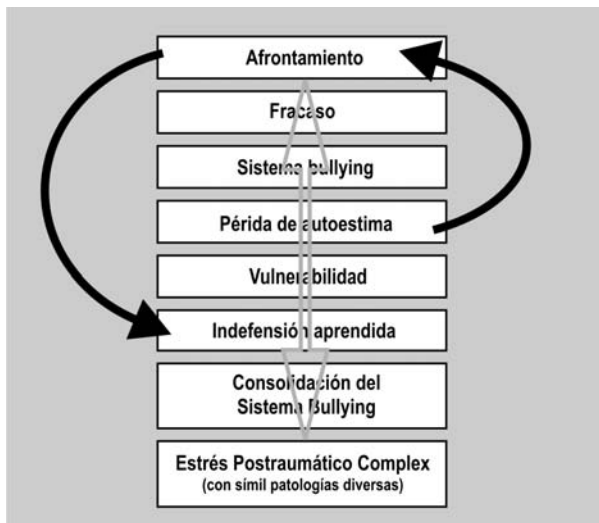 Afrontamiento
Fracaso
Sistema bullying
Périda de autoestima
Vulnerabilidad
Indefensión aprendida
Consolidación del
Sistema Bullying
Estrés Postraumático Complex
(con símil patologías diversas)